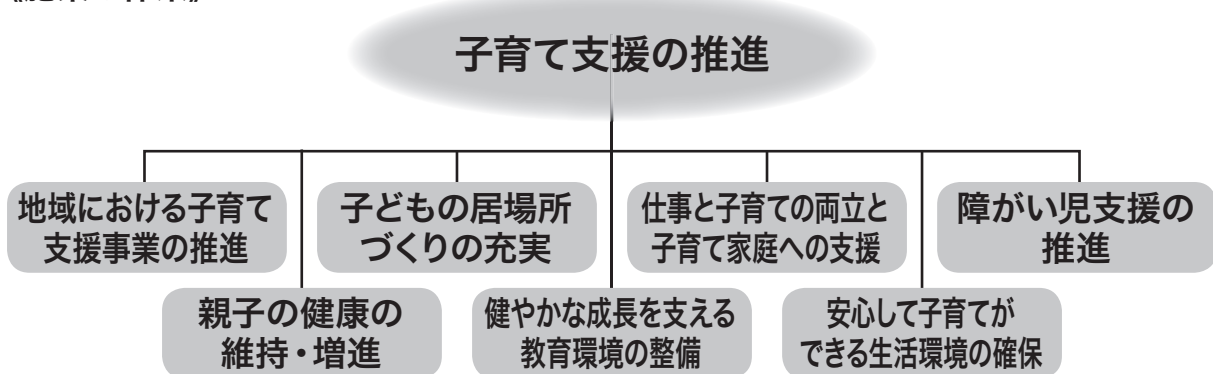 子育て支援の推進
地域における子育て
支援事業の推進
子どもの居場所
づくりの充実
仕事と子育ての両立と
子育て家庭への支援
障がい児支援の
推進
親子の健康の
維持・増進
健やかな成長を支える
教育環境の整備
安心して子育てが
できる生活環境の確保